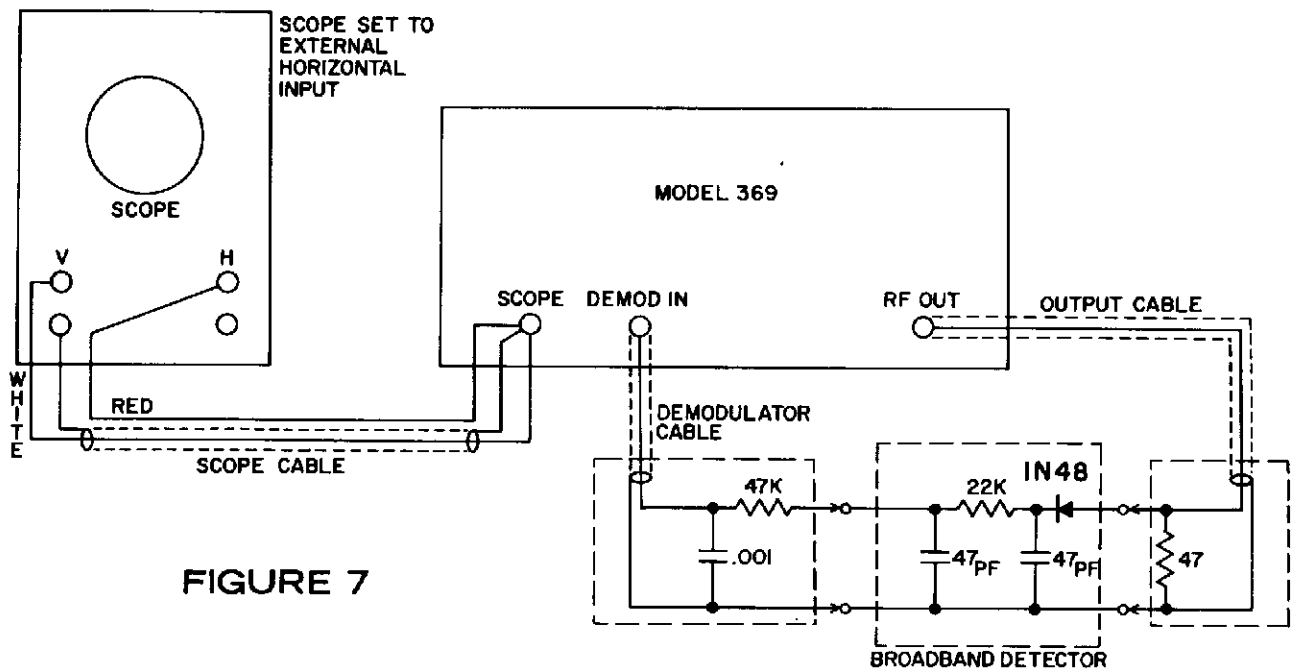 SCOPE SET TO
EXTERNAL
HORIZONTAL
INPUT
SCOPE
V
H
MODEL 369
SCOPE
DEMOD IN
RF OUT
OUTPUT CABLE
WHITE
RED
SCOPE CABLE
DEMODULATOR
CABLE
47K
.001
22K
IN48
47PF
47PF
47
BROADBAND DETECTOR
FIGURE 7